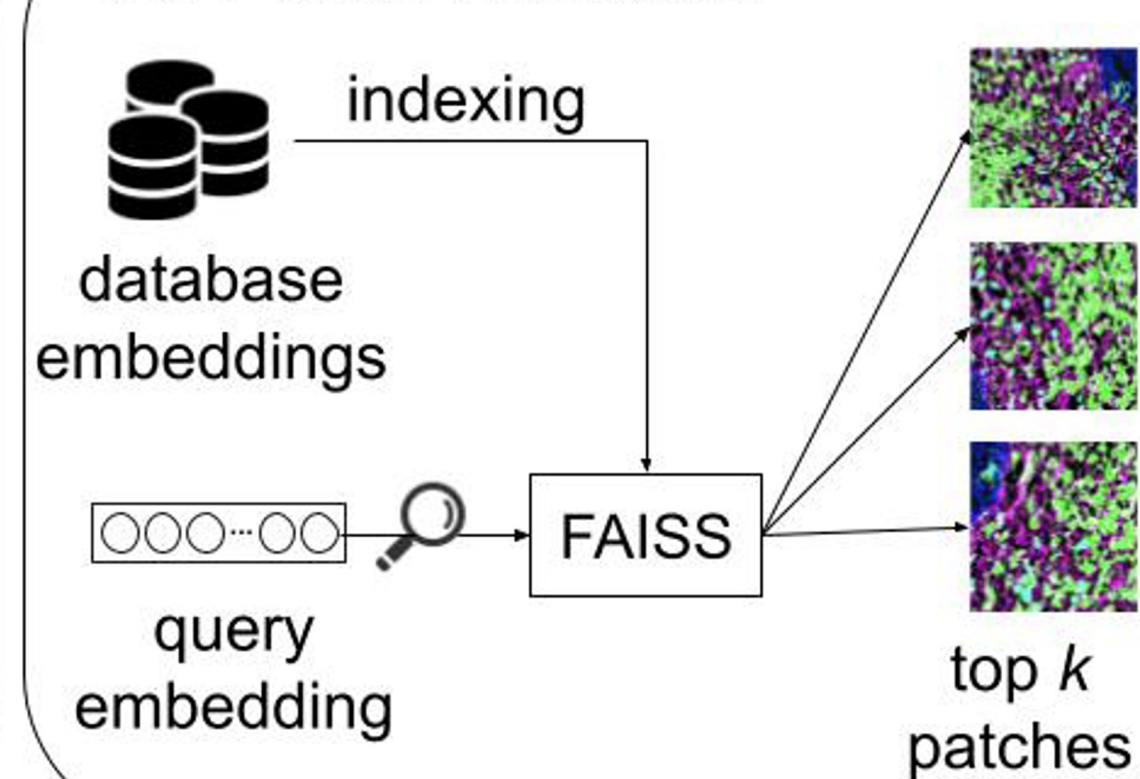 indexing
database
embeddings
FAISS
query
embedding
top k
patches